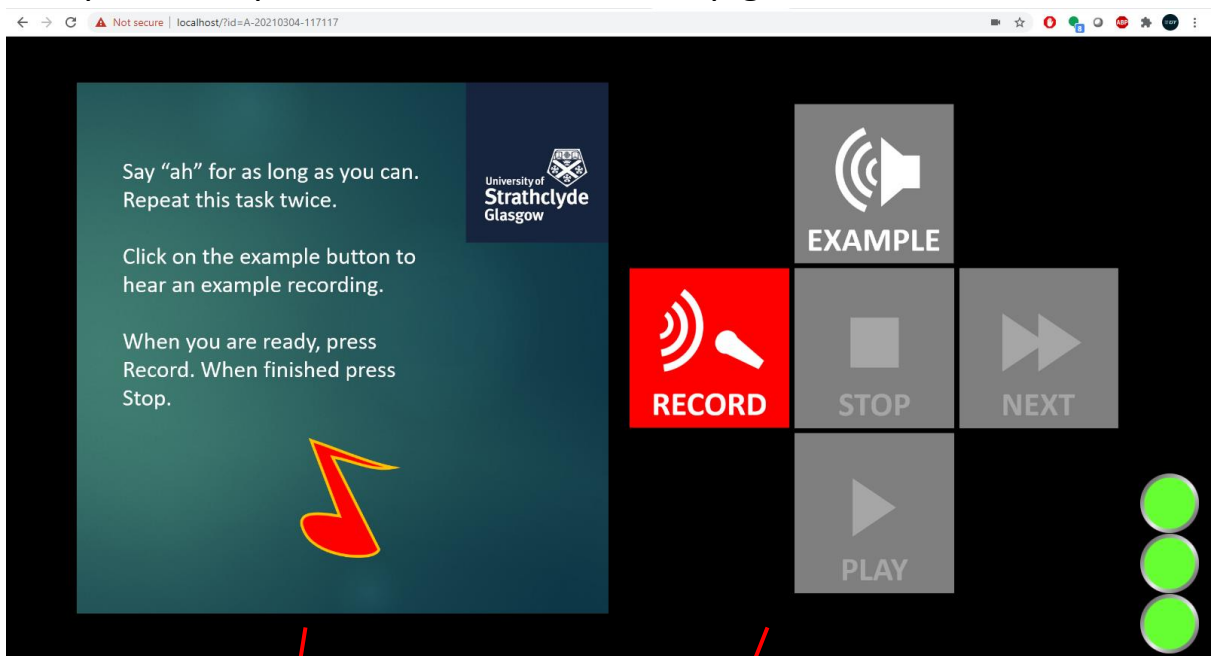 Not secure | localhost/?id=A-20210304-117117
8
ABP
Say “ah” for as long as you can.
Repeat this task twice.
Click on the example button to
hear an example recording.
When you are ready, press
Record. When finished press
Stop.
University of
Strathclyde
Glasgow
EXAMPLE
RECORD
STOP
NEXT
PLAY